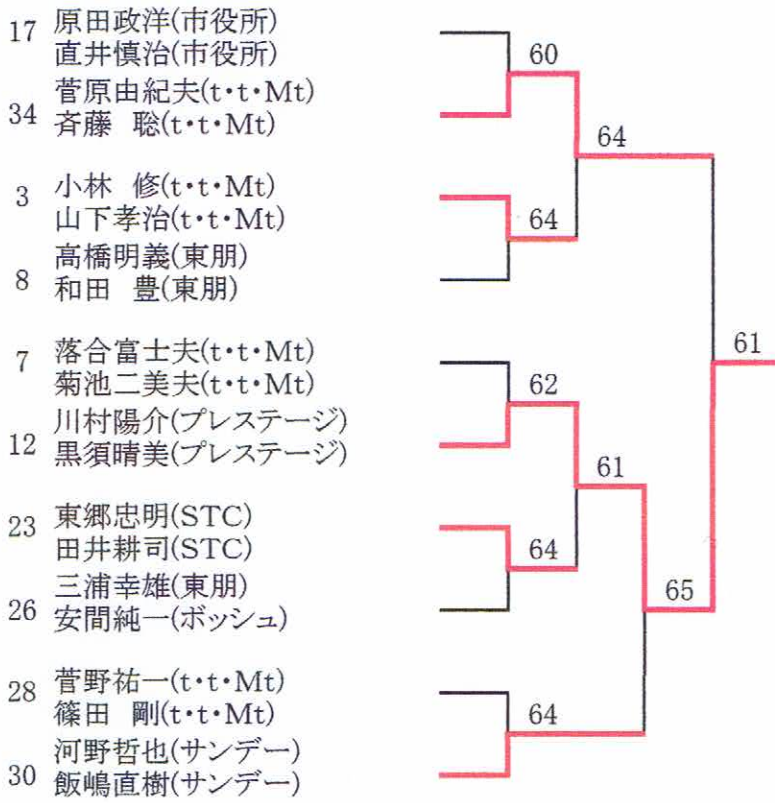 17 原田政洋(市役所)
直井慎治(市役所)
34 菅原由紀夫(t・t・Mt)
斉藤 聡(t・t・Mt)
3 小林 修(t・t・Mt)
山下孝治(t・t・Mt)
8 高橋明義(東朋)
和田 豊(東朋)
7 落合富士夫(t・t・Mt)
菊池二美夫(t・t・Mt)
12 川村陽介(プレステージ)
黒須晴美(プレステージ)
23 東郷忠明(STC)
田井耕司(STC)
26 三浦幸雄(東朋)
安間純一(ボッシュ)
28 菅野祐一(t・t・Mt)
篠田 剛(t・t・Mt)
30 河野哲也(サンデー)
飯嶋直樹(サンデー)
60
64
64
62
61
64
65
64
61